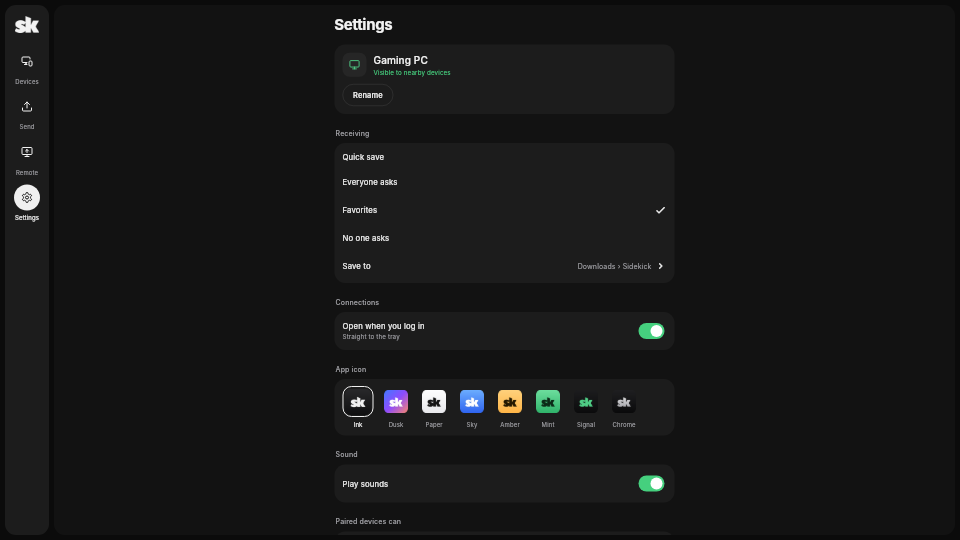 sk
Settings
Gaming PC
Visible to nearby devices
Devices
Rename
Send
Receiving
Quick save
Remote
Everyone asks
Favorites
Settings
No one asks
Save to
Downloads › Sidekick
Connections
Open when you log in
Straight to the tray
App icon
sk sk sk sk sk sk sk sk
Ink Dusk Paper Sky Amber Mint Signal Chrome
Sound
Play sounds
Paired devices can